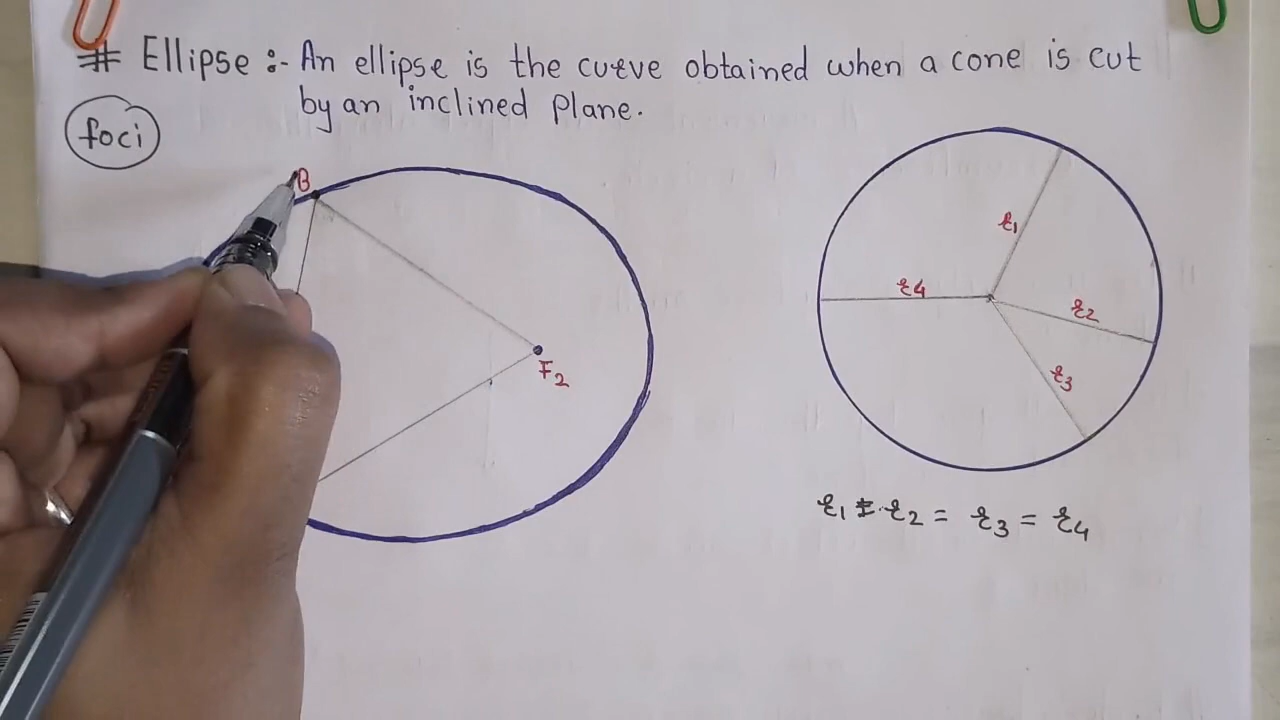 # Ellipse :- An ellipse is the curve obtained when a cone is cut
by an inclined plane.
foci
B
F2
r1
r4
r2
r3
r1 = r2 = r3 = r4